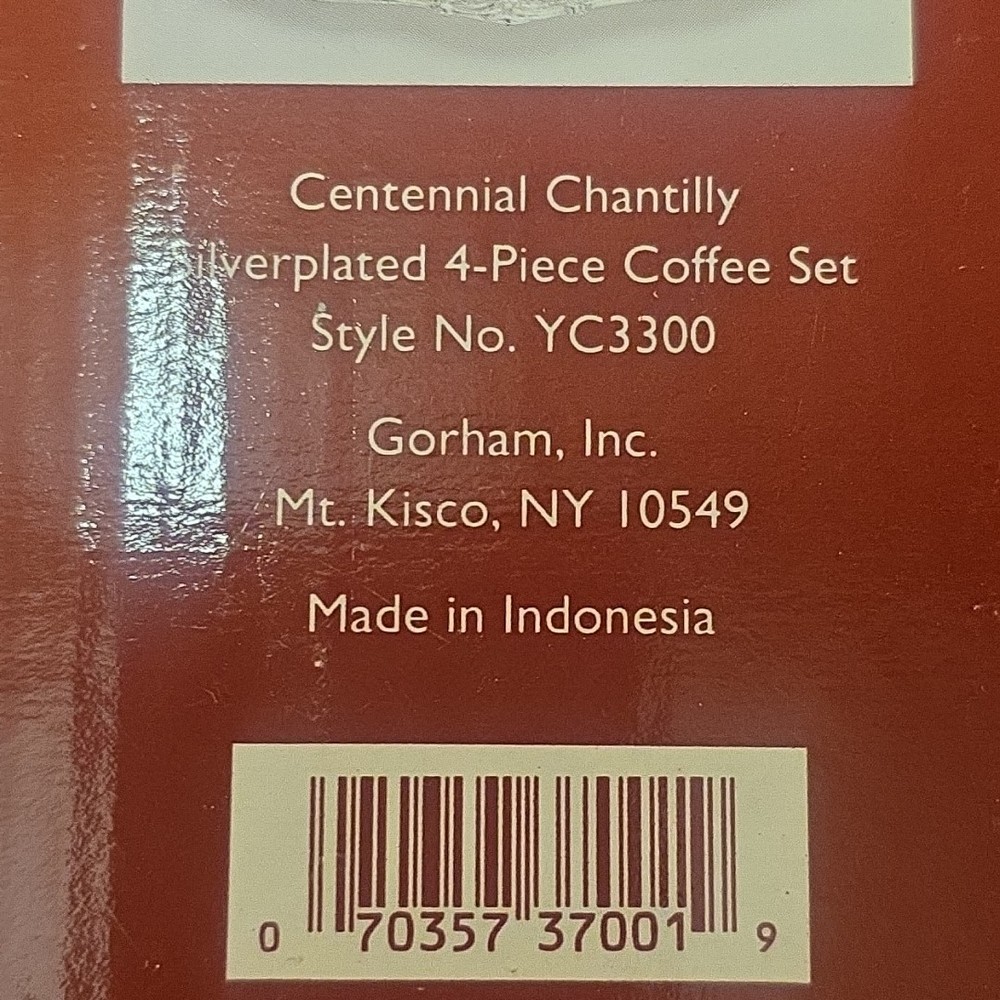 Centennial Chantilly
Silverplated 4-Piece Coffee Set
Style No. YC3300
Gorham, Inc.
Mt. Kisco, NY 10549
Made in Indonesia
0 70357 37001 9